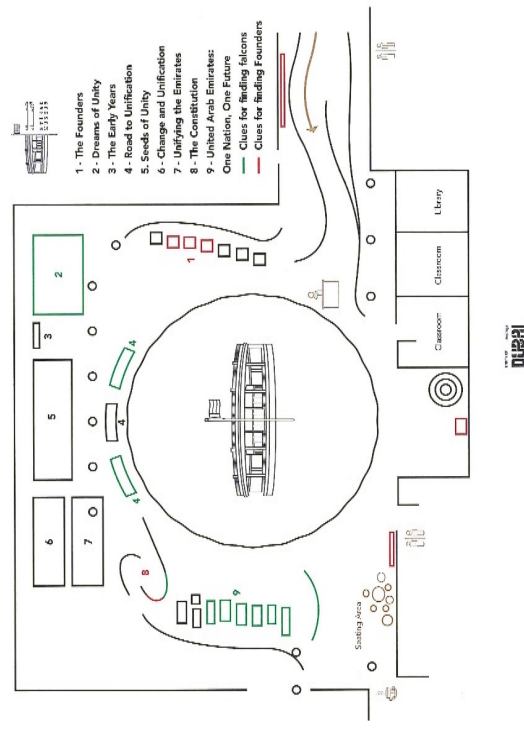 1 - The Founders
2 - Dreams of Unity
3 - The Early Years
4 - Road to Unification
5. Seeds of Unity
6 - Change and Unification
7 - Unifying the Emirates
8 - The Constitution
9 - United Arab Emirates:
One Nation, One Future
Clues for finding falcons
Clues for finding Founders
2
3
1
5
4
4
4
6
7
8
9
Library
Classroom
Classroom
Seating Area
DUBAI